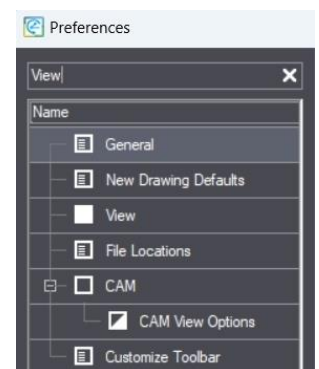 Preferences
View
Name
General
New Drawing Defaults
View
File Locations
CAM
CAM View Options
Customize Toolbar